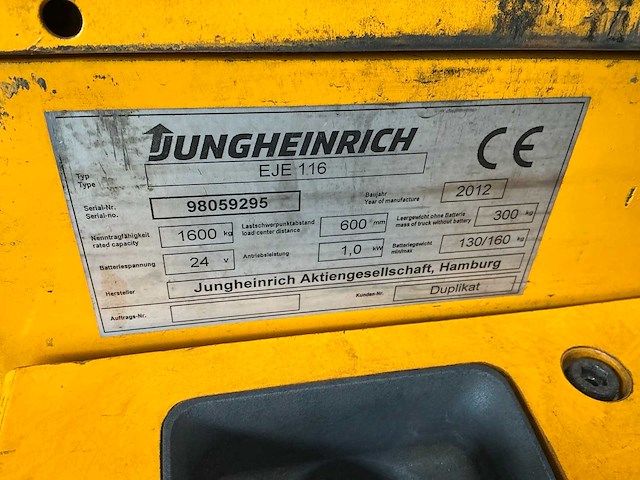 JUNGHEINRICH
CE
Typ
Type EJE 116
Serial-Nr.
Serial-no. 98059295
Baujahr
Year of manufacture 2012
Nenntragfähigkeit
rated capacity 1600 kg
Lastschwerpunktabstand
load center distance 600 mm
Leergewicht ohne Batterie
mass of truck without battery 300 kg
Batteriespannung 24 V
Antriebsleistung 1,0 kW
Batteriegewicht
min/max 130/160 kg
Hersteller Jungheinrich Aktiengesellschaft, Hamburg
Auftrags-Nr.
Kunden-Nr. Duplikat